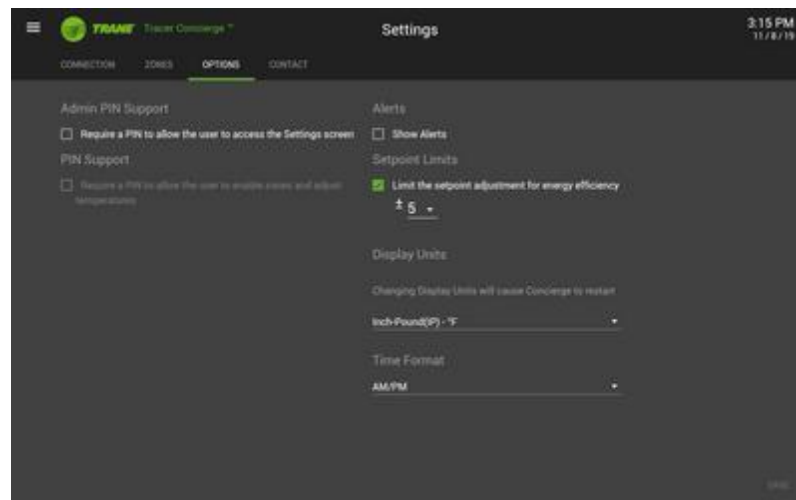 TRANE Tracer Concierge ™
Settings
3:15 PM
11/8/19
CONNECTION ZONES OPTIONS CONTACT
Admin PIN Support
Require a PIN to allow the user to access the Settings screen
PIN Support
Require a PIN to allow the user to enable zones and adjust
temperatures
Alerts
Show Alerts
Setpoint Limits
Limit the setpoint adjustment for energy efficiency
± 5
Display Units
Changing Display Units will cause Concierge to restart
Inch-Pound(IP) - °F
Time Format
AM/PM